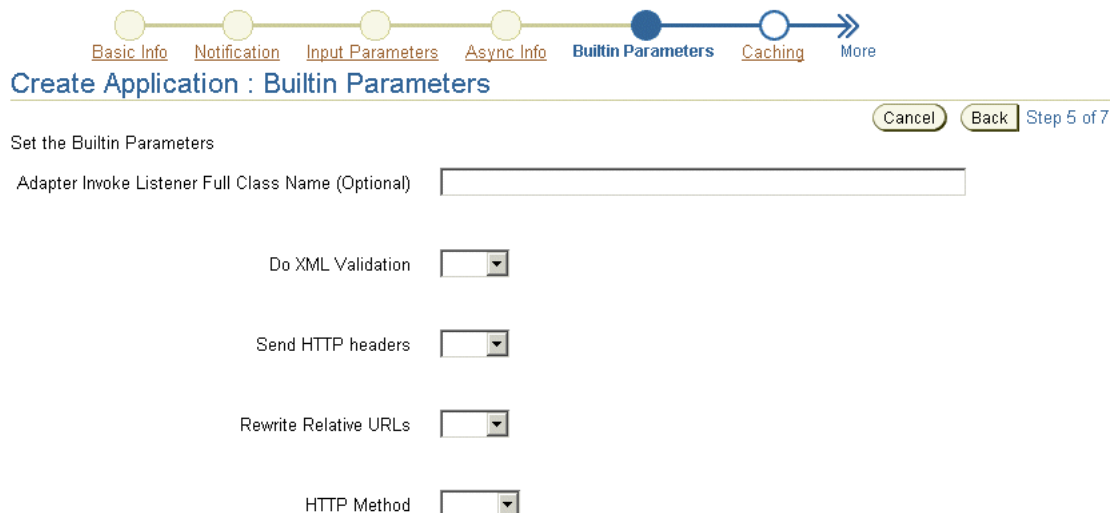 Basic Info Notification Input Parameters Async Info Builtin Parameters Caching More
Create Application : Builtin Parameters
Cancel Back Step 5 of 7
Set the Builtin Parameters
Adapter Invoke Listener Full Class Name (Optional)
Do XML Validation
Send HTTP headers
Rewrite Relative URLs
HTTP Method